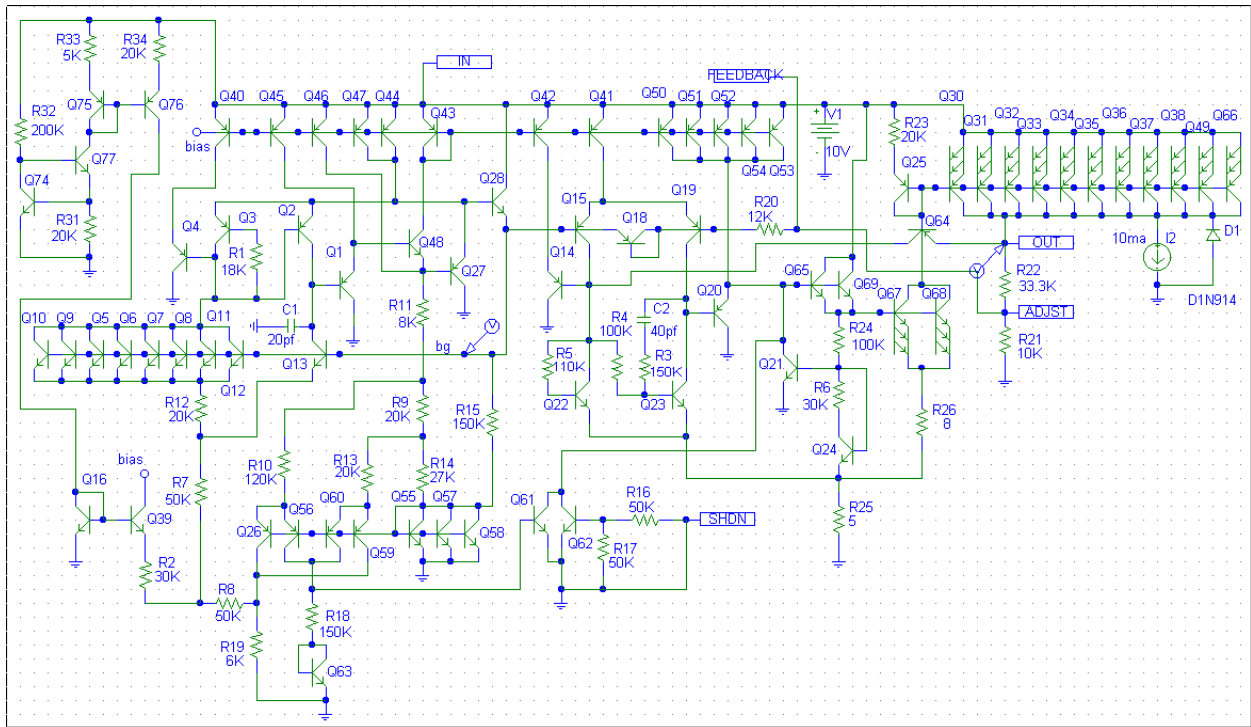 R33
5K
R34
20K
IN
FEEDBACK
Q75
Q76
Q40
Q45
Q46
Q47
Q44
Q43
Q42
Q41
Q50
Q51
Q52
Q30
Q32
Q34
Q36
Q38
Q66
Q31
Q33
Q35
Q37
Q49
R32
200K
bias
+
V1
10V
R23
20K
Q77
Q54
Q53
Q25
Q74
Q28
Q15
Q19
R31
20K
Q4
Q3
Q2
Q18
R20
12K
Q64
Q48
10ma
I2
OUT
D1
R1
18K
Q1
Q14
Q27
Q65
Q69
V
R22
33.3K
R11
8K
C1
20pf
Q20
Q67
Q68
D1N914
Q10
Q9
Q5
Q6
Q7
Q8
Q11
V
R4
100K
C2
40pf
R24
100K
ADJST
bg
R5
110K
R3
150K
Q21
R21
10K
Q12
Q13
R12
20K
R9
20K
R15
150K
Q22
Q23
R6
30K
R26
8
bias
Q24
Q16
R7
50K
R10
120K
R13
20K
R14
27K
Q39
Q26
Q56
Q60
Q55
Q57
Q61
R16
50K
SHDN
R25
5
Q59
Q58
Q62
R17
50K
R2
30K
R8
50K
R18
150K
R19
6K
Q63